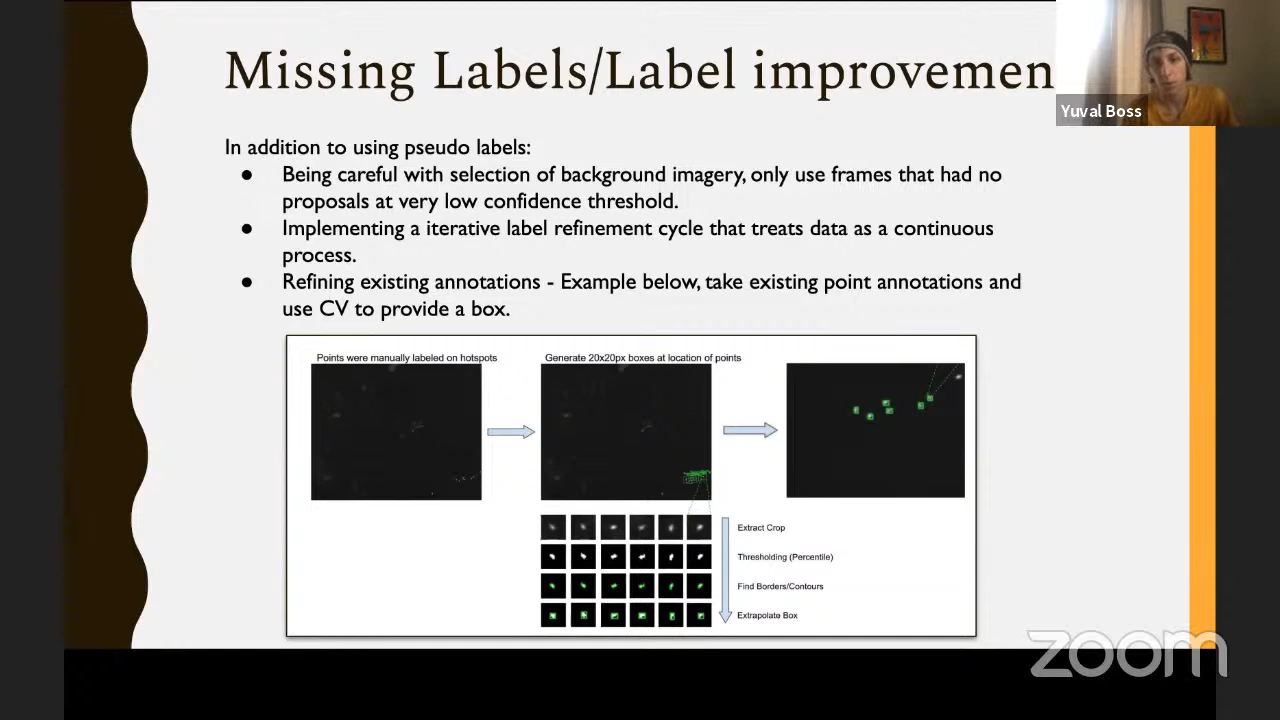 Missing Labels/Label improvemen
Yuval Boss
In addition to using pseudo labels:
● Being careful with selection of background imagery, only use frames that had no
proposals at very low confidence threshold.
● Implementing a iterative label refinement cycle that treats data as a continuous
process.
● Refining existing annotations - Example below, take existing point annotations and
use CV to provide a box.
Points were manually labeled on hotspots
Generate 20x20px boxes at location of points
Extract Crop
Thresholding (Percentile)
Find Borders/Contours
Extrapolate Box
zoom